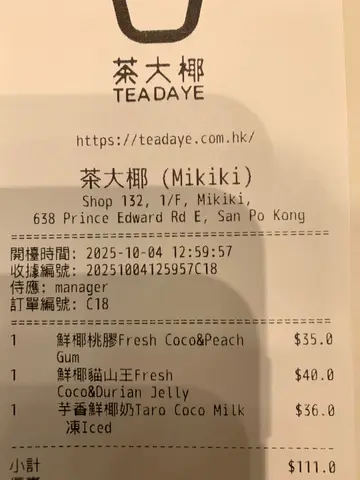 茶大椰
TEADAYE
https://teadaye.com.hk/
茶大椰 (Mikiki)
Shop 132, 1/F, Mikiki,
638 Prince Edward Rd E, San Po Kong
================================
開檯時間: 2025-10-04 12:59:57
收據編號: 20251004125957C18
侍應: manager
訂單編號: C18
================================
1 鮮椰桃膠Fresh Coco&Peach $35.0
Gum
1 鮮椰貓山王Fresh $40.0
Coco&Durian Jelly
1 芋香鮮椰奶Taro Coco Milk $36.0
凍Iced
--------------------------------
小計 $111.0